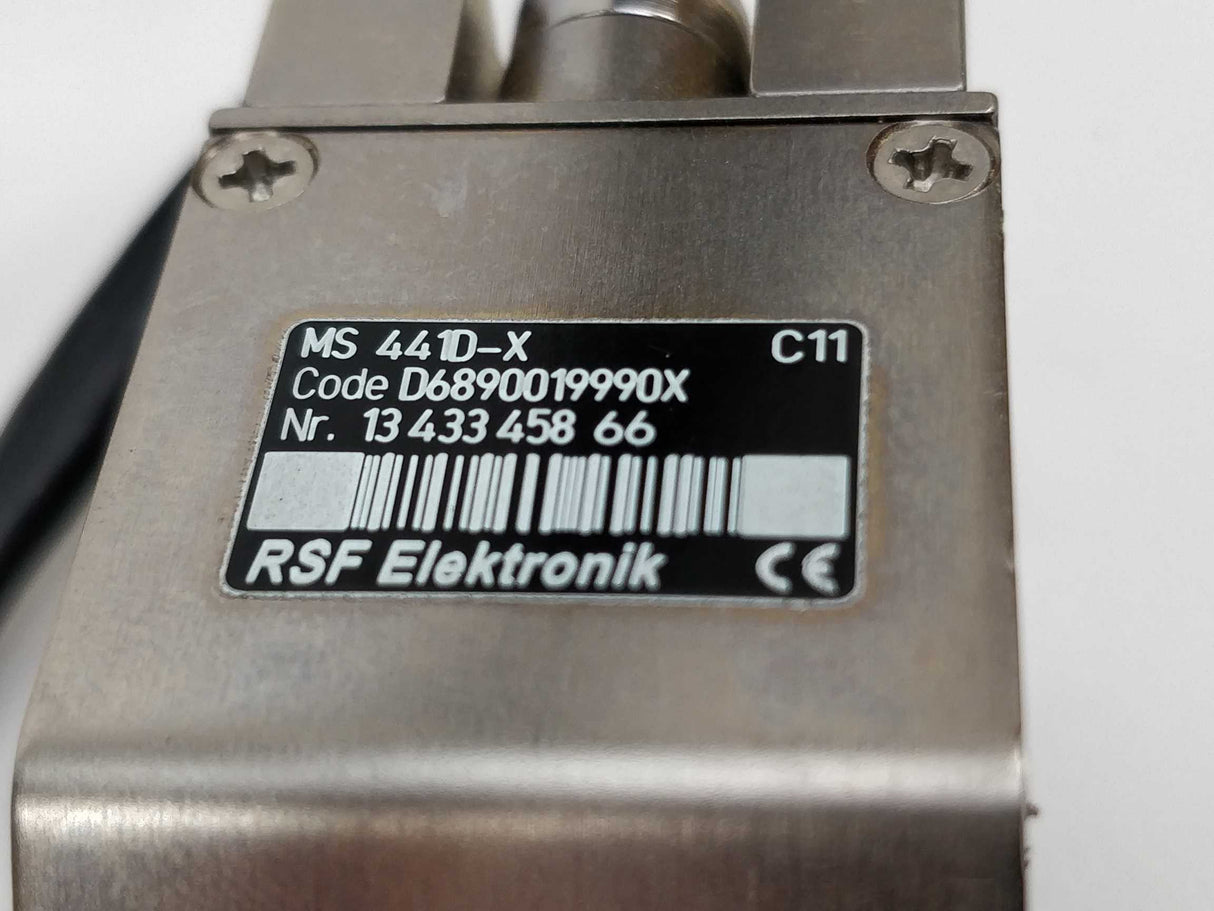 MS 441D-X C11
Code D6890019990X
Nr. 13 433 458 66
RSF Elektronik CE